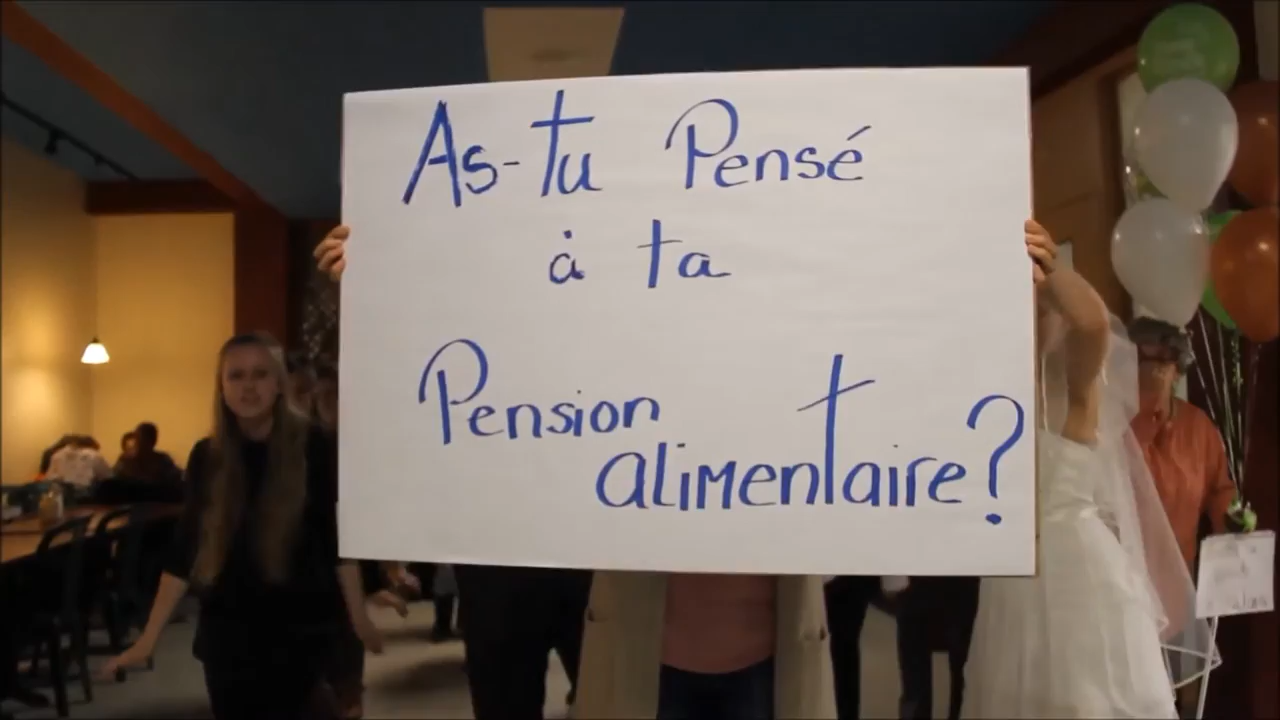 As-tu Pensé
à ta
Pension
alimentaire?